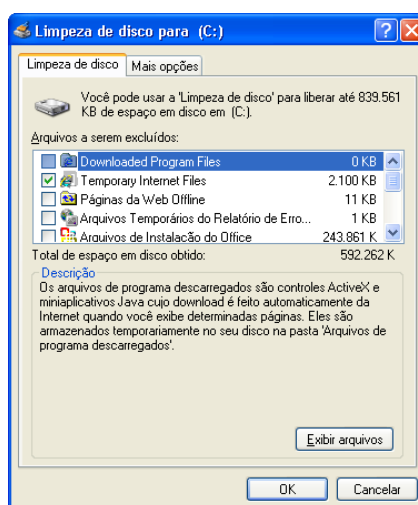 Limpeza de disco para (C:)
Limpeza de disco Mais opções
Você pode usar a 'Limpeza de disco' para liberar até 839.561
KB de espaço em disco em (C:).
Arquivos a serem excluídos:
Downloaded Program Files 0 KB
Temporary Internet Files 2.100 KB
Páginas da Web Offline 11 KB
Arquivos Temporários do Relatório de Erro... 1 KB
Arquivos de Instalação do Office 243.861 K
Total de espaço em disco obtido: 592.262 K
Descrição
Os arquivos de programa descarregados são controles ActiveX e
miniaplicativos Java cujo download é feito automaticamente da
Internet quando você exibe determinadas páginas. Eles são
armazenados temporariamente no seu disco na pasta 'Arquivos de
programa descarregados'.
Exibir arquivos
OK Cancelar